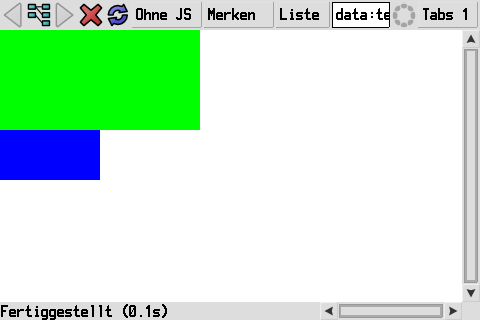 Ohne JS Merken Liste data:te Tabs 1
Fertiggestellt (0.1s)